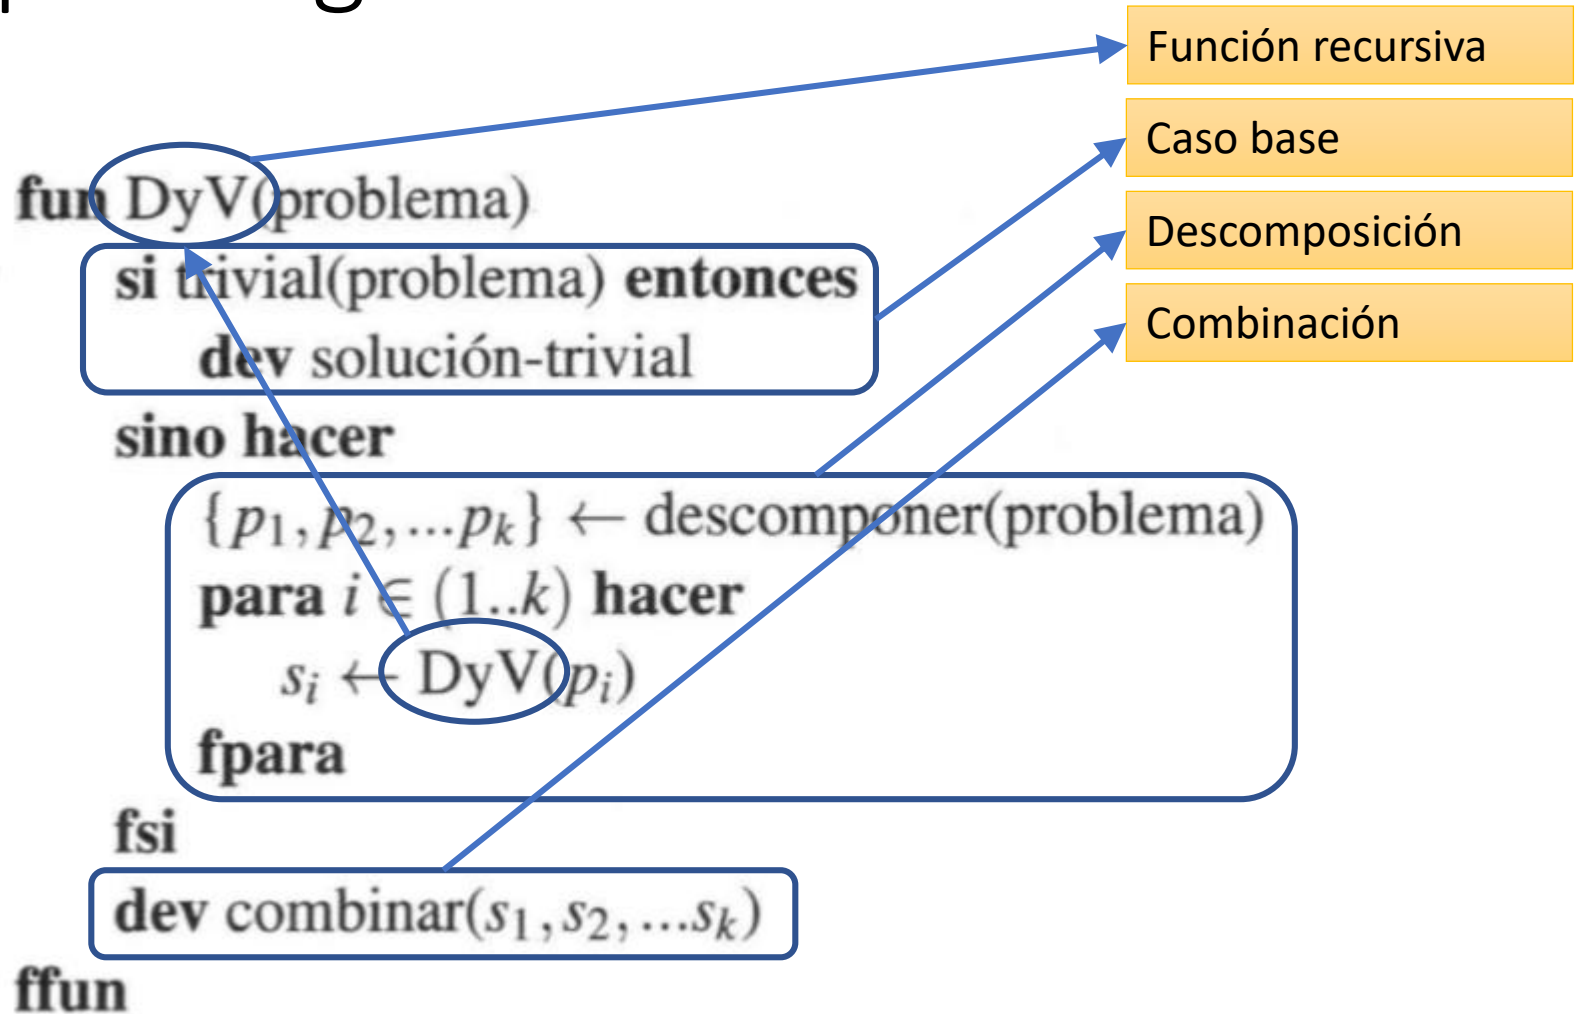 Función recursiva
Caso base
Descomposición
Combinación
fun DyV(problema)
si trivial(problema) entonces
dev solución-trivial
sino hacer
{p₁, p₂, ...pₖ} ← descomponer(problema)
para i ∈ (1..k) hacer
sᵢ ← DyV(pᵢ)
fpara
fsi
dev combinar(s₁, s₂, ...sₖ)
ffun